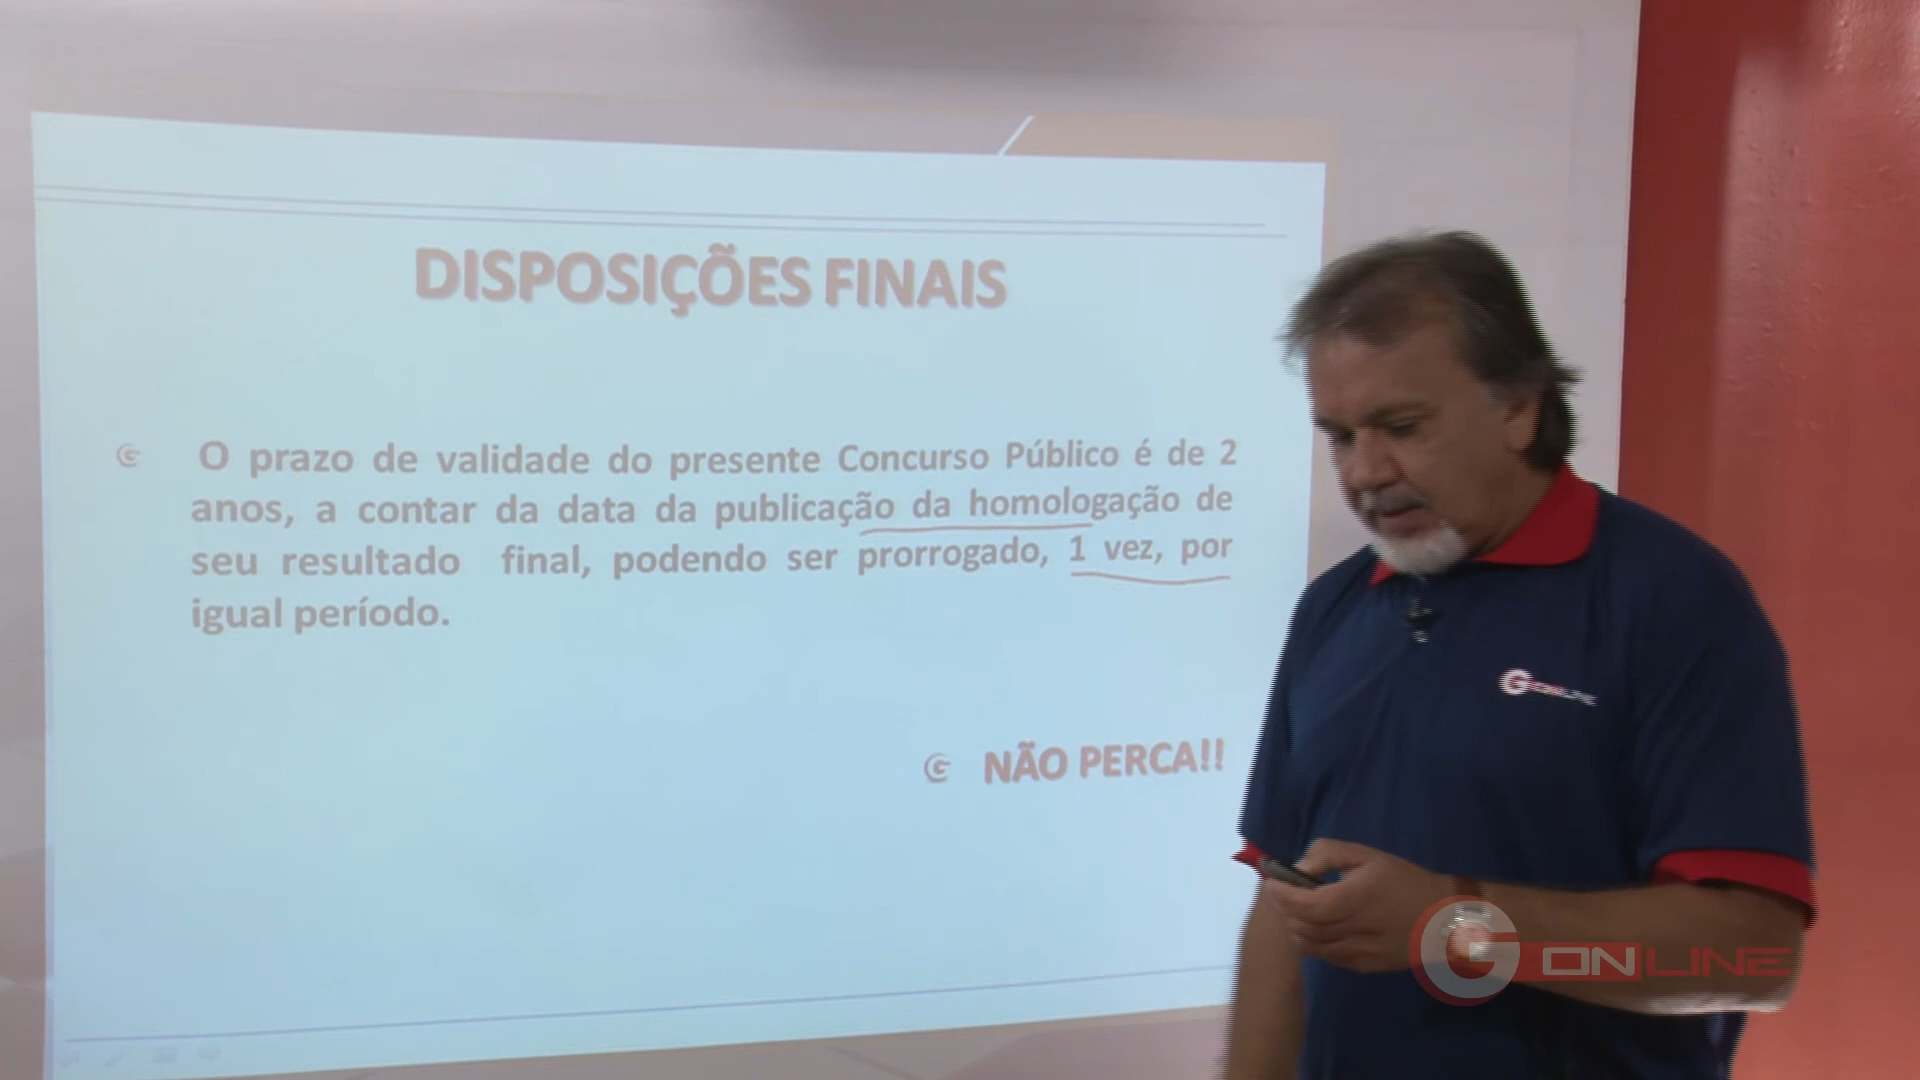 DISPOSIÇÕES FINAIS
O prazo de validade do presente Concurso Público é de 2
anos, a contar da data da publicação da homologação de
seu resultado final, podendo ser prorrogado, 1 vez, por
igual período.
NÃO PERCA!!
G ONLINE
G ONLINE